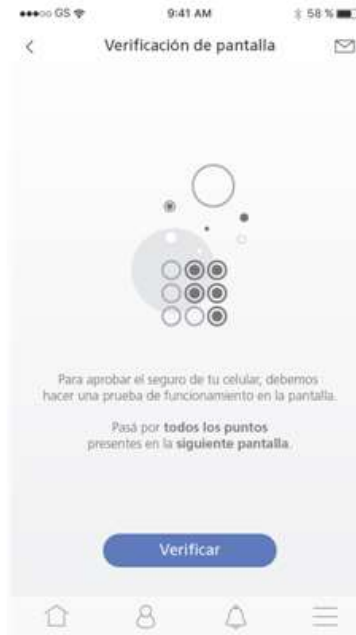 GS 9:41 AM 58 %
Verificación de pantalla
Para aprobar el seguro de tu celular, debemos
hacer una prueba de funcionamiento en la pantalla.
Pasá por todos los puntos
presentes en la siguiente pantalla.
Verificar